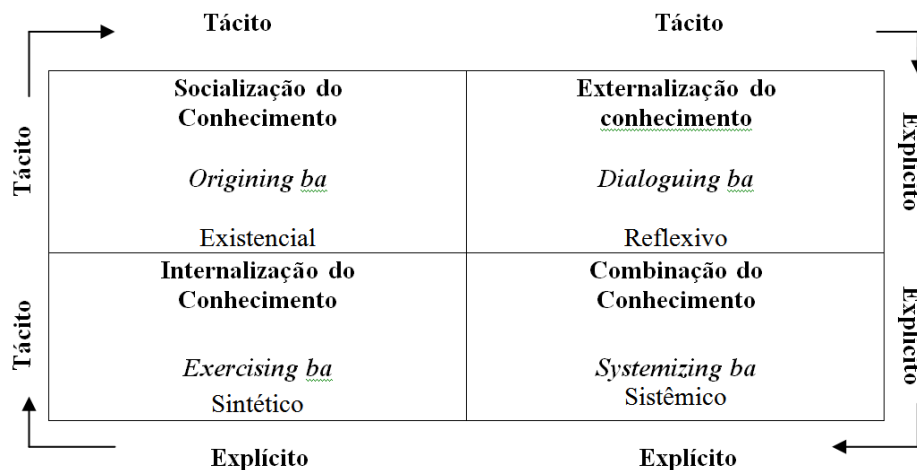 Tácito
Tácito
Tácito
Socialização do
Conhecimento
Origining ba
Existencial
Externalização do
conhecimento
Dialoguing ba
Reflexivo
Explícito
Tácito
Internalização do
Conhecimento
Exercising ba
Sintético
Combinação do
Conhecimento
Systemizing ba
Sistêmico
Explícito
Explícito
Explícito